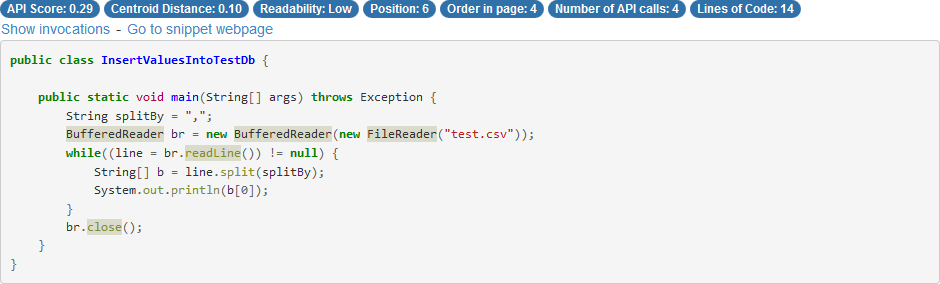 API Score: 0.29 Centroid Distance: 0.10 Readability: Low Position: 6 Order in page: 4 Number of API calls: 4 Lines of Code: 14
Show invocations - Go to snippet webpage
public class InsertValuesIntoTestDb {
    public static void main(String[] args) throws Exception {
        String splitBy = ",";
        BufferedReader br = new BufferedReader(new FileReader("test.csv"));
        while((line = br.readLine()) != null) {
            String[] b = line.split(splitBy);
            System.out.println(b[0]);
        }
        br.close();
    }
}